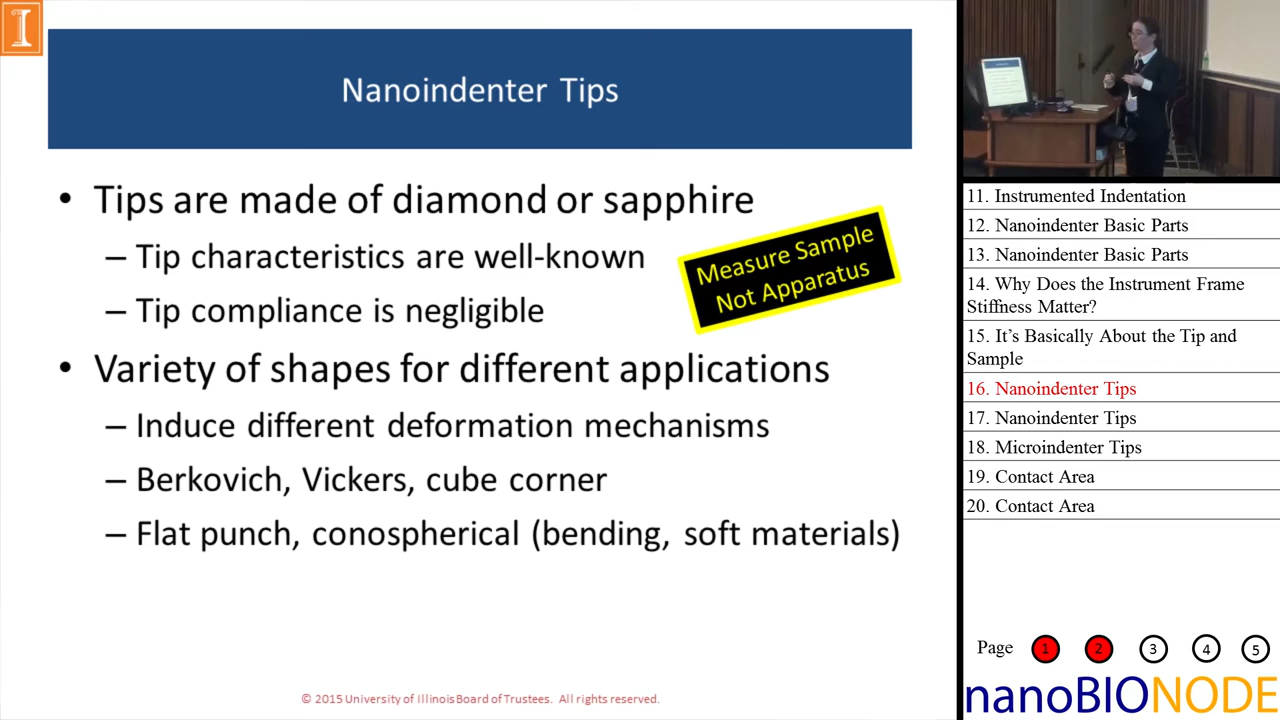 I
Nanoindenter Tips
• Tips are made of diamond or sapphire
– Tip characteristics are well-known
– Tip compliance is negligible
Measure Sample
Not Apparatus
• Variety of shapes for different applications
– Induce different deformation mechanisms
– Berkovich, Vickers, cube corner
– Flat punch, conospherical (bending, soft materials)
© 2015 University of IllinoisBoard of Trustees. All rights reserved.
11. Instrumented Indentation
12. Nanoindenter Basic Parts
13. Nanoindenter Basic Parts
14. Why Does the Instrument Frame
Stiffness Matter?
15. It's Basically About the Tip and
Sample
16. Nanoindenter Tips
17. Nanoindenter Tips
18. Microindenter Tips
19. Contact Area
20. Contact Area
Page 1 2 3 4 5
nanoBIONODE